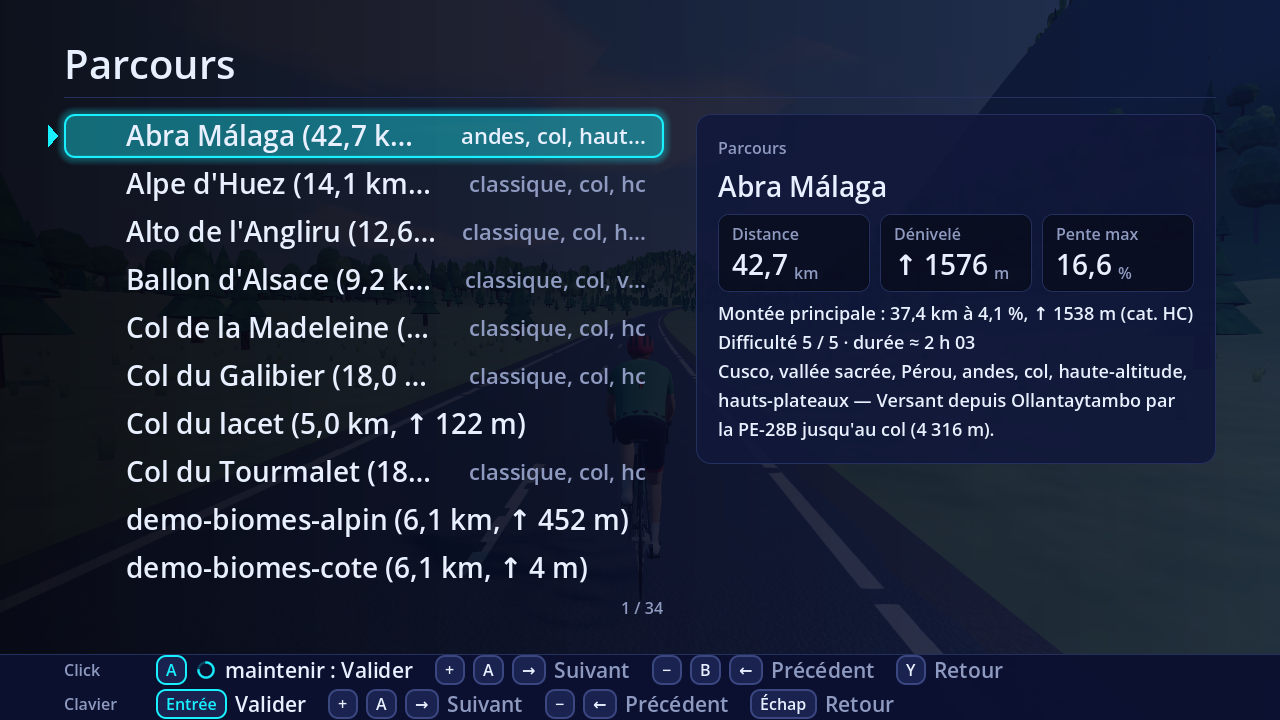 Parcours
Abra Málaga (42,7 k... andes, col, haut...
Alpe d'Huez (14,1 km... classique, col, hc
Alto de l'Angliru (12,6... classique, col, h...
Ballon d'Alsace (9,2 k... classique, col, v...
Col de la Madeleine (... classique, col, hc
Col du Galibier (18,0 ... classique, col, hc
Col du lacet (5,0 km, ↑ 122 m)
Col du Tourmalet (18... classique, col, hc
demo-biomes-alpin (6,1 km, ↑ 452 m)
demo-biomes-cote (6,1 km, ↑ 4 m)
1 / 34
Parcours
Abra Málaga
Distance Dénivelé Pente max
42,7 km ↑ 1576 m 16,6 %
Montée principale : 37,4 km à 4,1 %, ↑ 1538 m (cat. HC)
Difficulté 5 / 5 · durée ≈ 2 h 03
Cusco, vallée sacrée, Pérou, andes, col, haute-altitude,
hauts-plateaux — Versant depuis Ollantaytambo par
la PE-28B jusqu'au col (4 316 m).
Click A maintenir : Valider + A → Suivant − B ← Précédent Y Retour
Clavier Entrée Valider + A → Suivant − ← Précédent Échap Retour